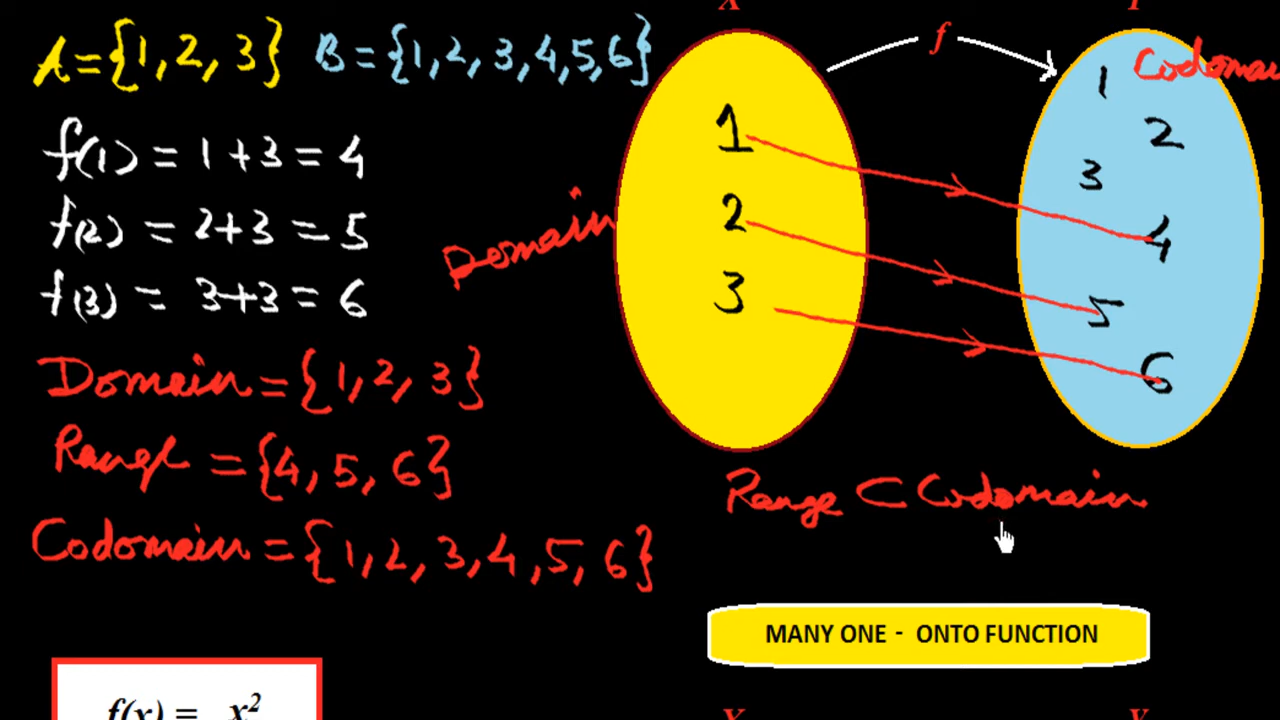 A = {1, 2, 3} B = {1, 2, 3, 4, 5, 6}
f(1) = 1 + 3 = 4
f(2) = 2 + 3 = 5
f(3) = 3 + 3 = 6
Domain = {1, 2, 3}
Range = {4, 5, 6}
Codomain = {1, 2, 3, 4, 5, 6}
f
Domain
1
2
3
Codomai
1
2
3
4
5
6
Range ⊂ Codomain
MANY ONE - ONTO FUNCTION
f(x) = x²